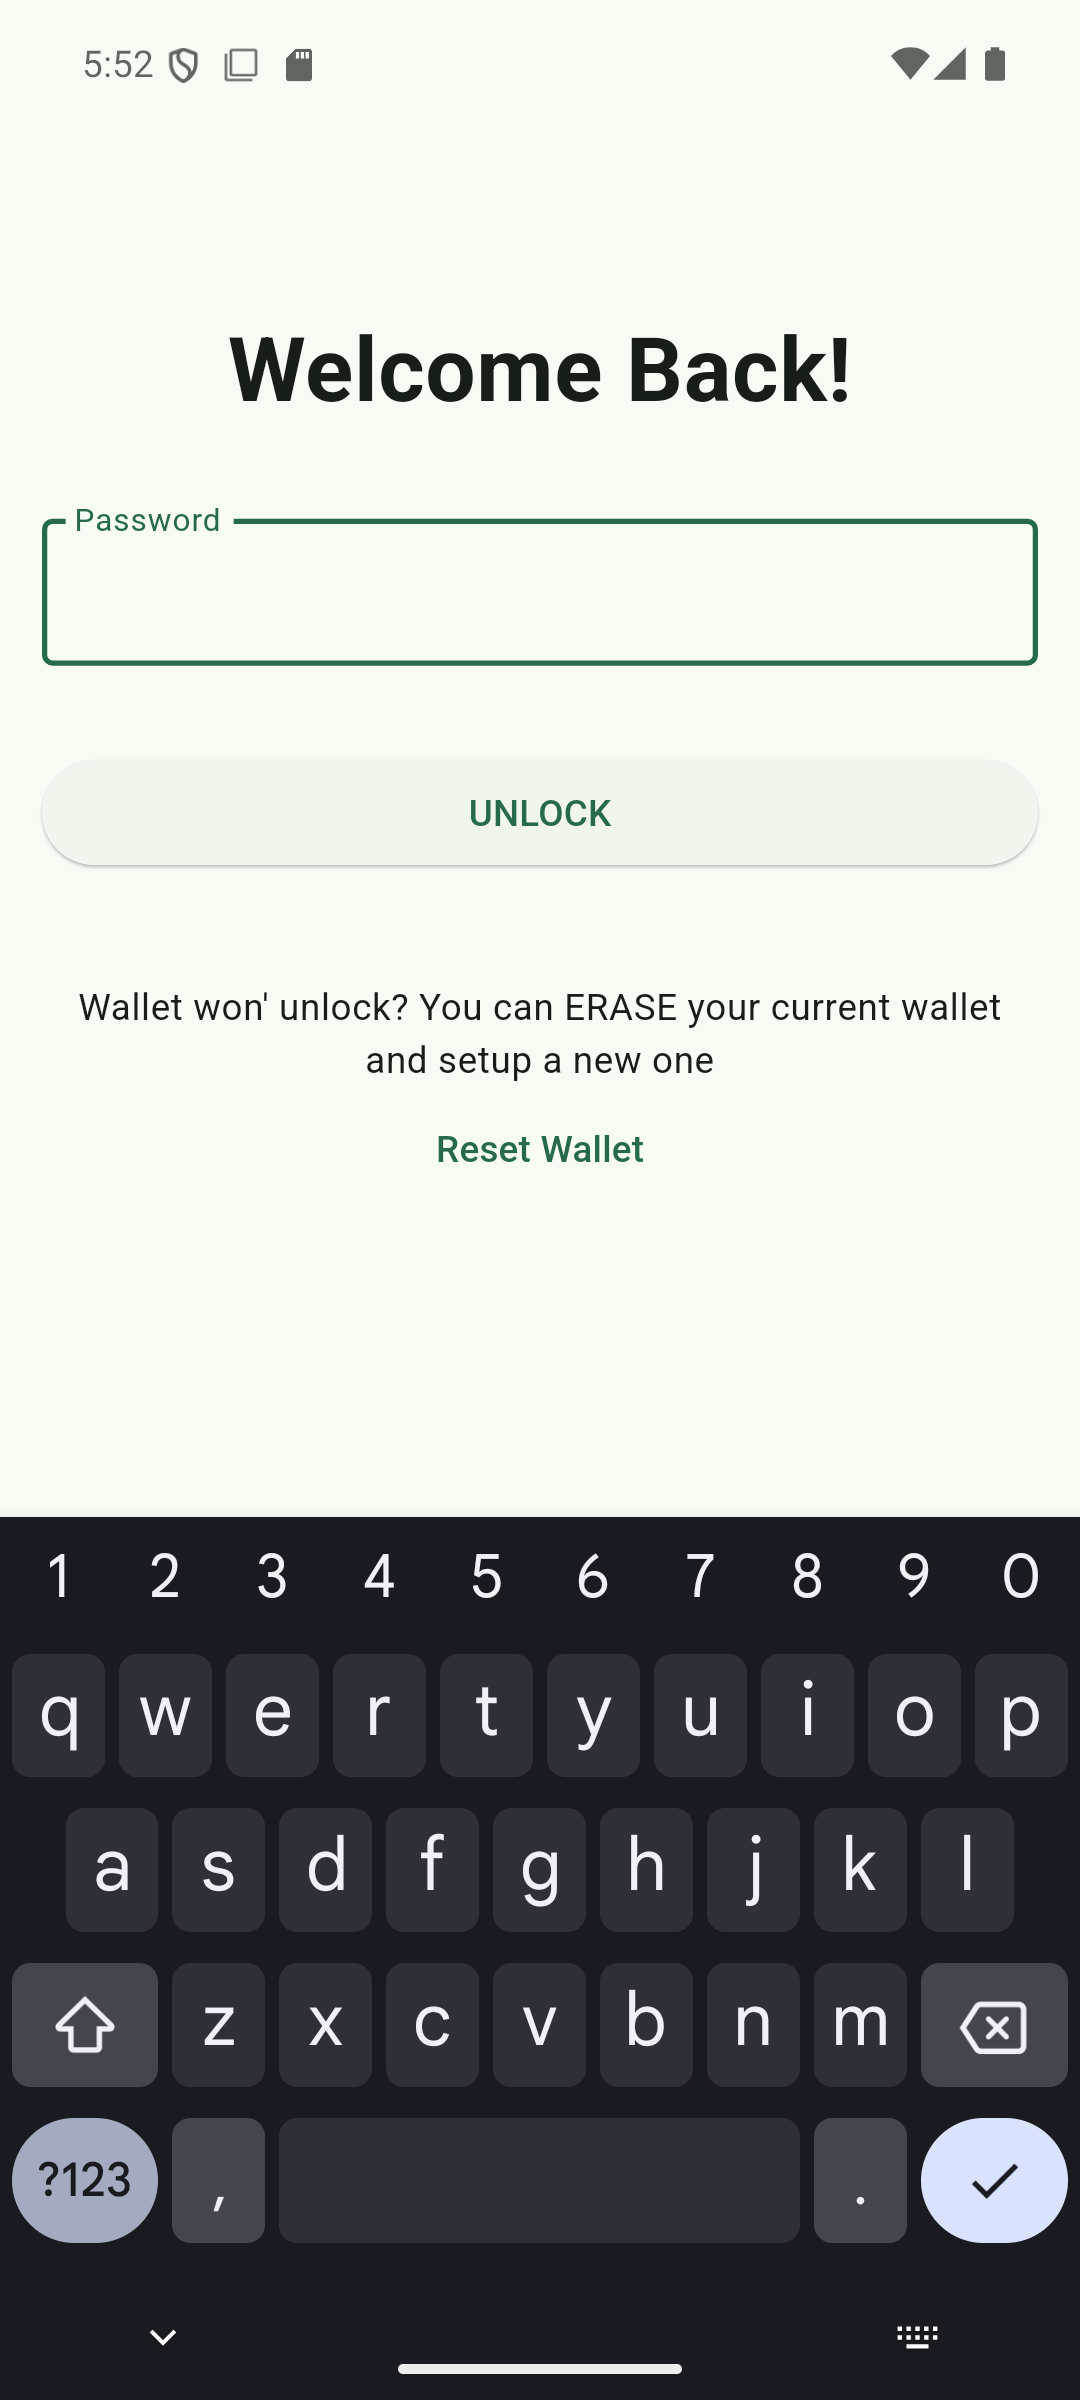 5:52
Welcome Back!
Password
UNLOCK
Wallet won' unlock? You can ERASE your current wallet
and setup a new one
Reset Wallet
1 2 3 4 5 6 7 8 9 0
q w e r t y u i o p
a s d f g h j k l
z x c v b n m
?123 , .